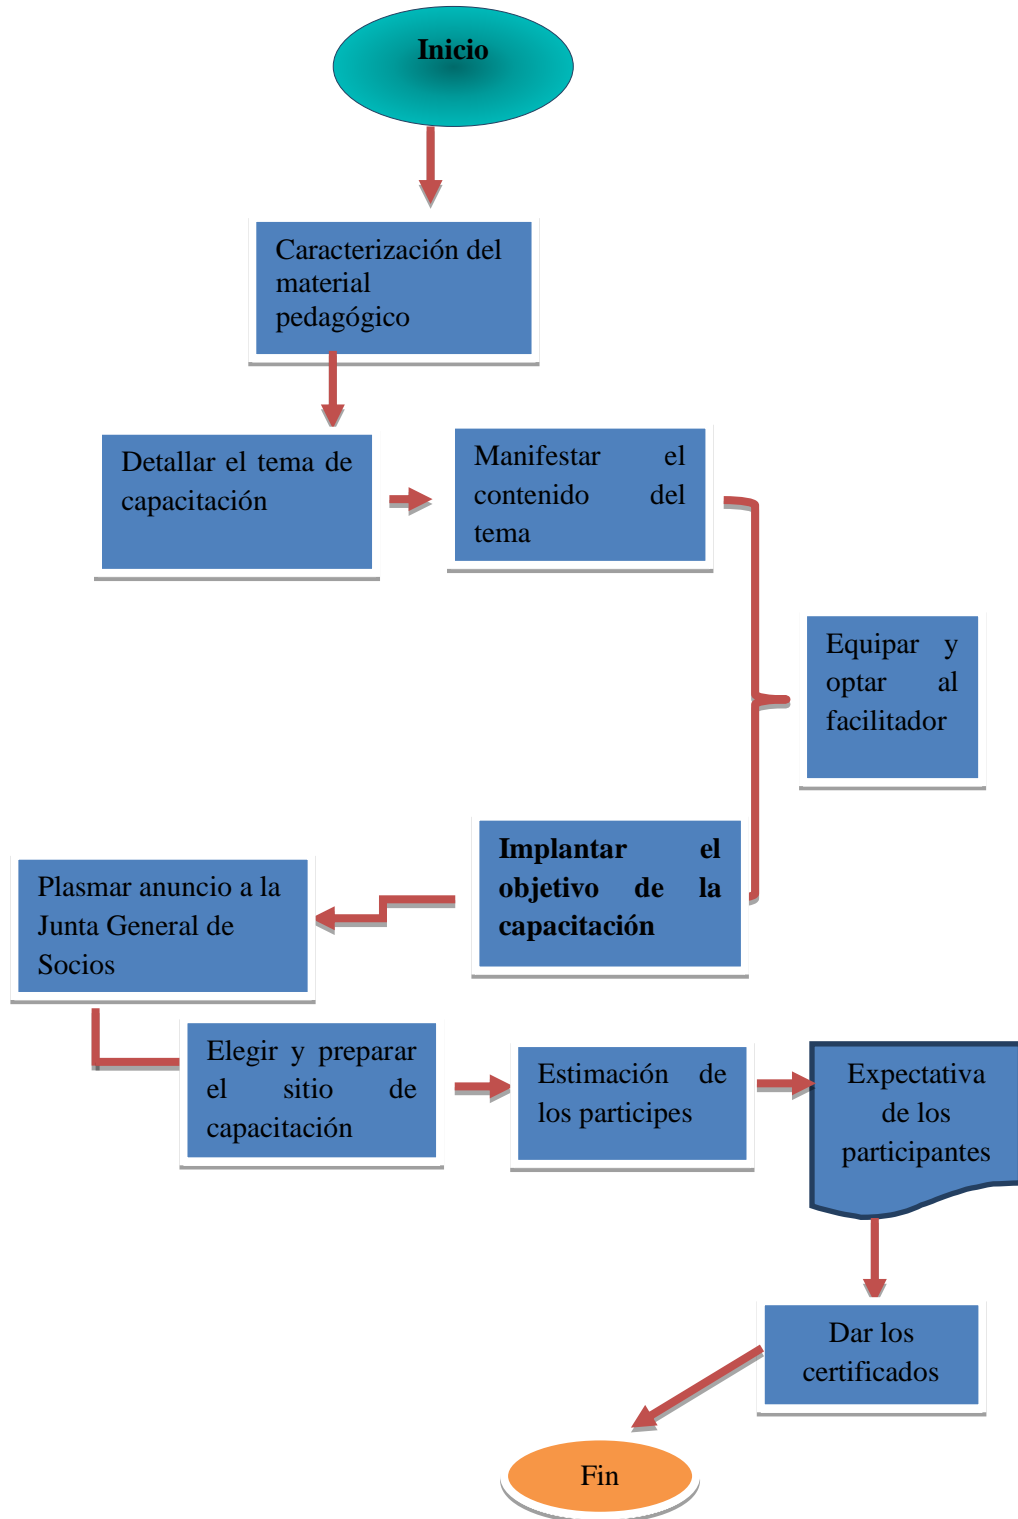 Inicio
Caracterización del
material
pedagógico
Detallar el tema de
capacitación
Manifestar el
contenido del
tema
Equipar y
optar al
facilitador
Implantar el
objetivo de la
capacitación
Plasmar anuncio a la
Junta General de
Socios
Elegir y preparar
el sitio de
capacitación
Estimación de
los participes
Expectativa
de los
participantes
Dar los
certificados
Fin